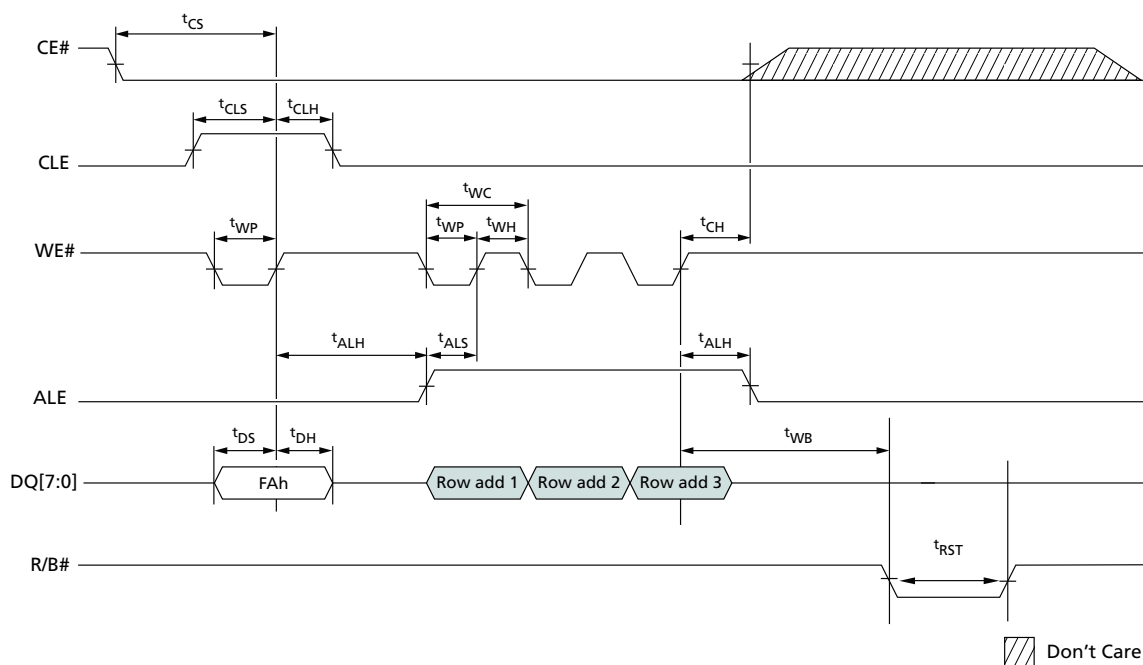 tCS
CE#
tCLS tCLH
CLE
tWC
tWP tWP tWH tCH
WE#
tALH tALS tALH
ALE
tDS tDH tWB
DQ[7:0] FAh Row add 1 Row add 2 Row add 3
tRST
R/B#
Don't Care